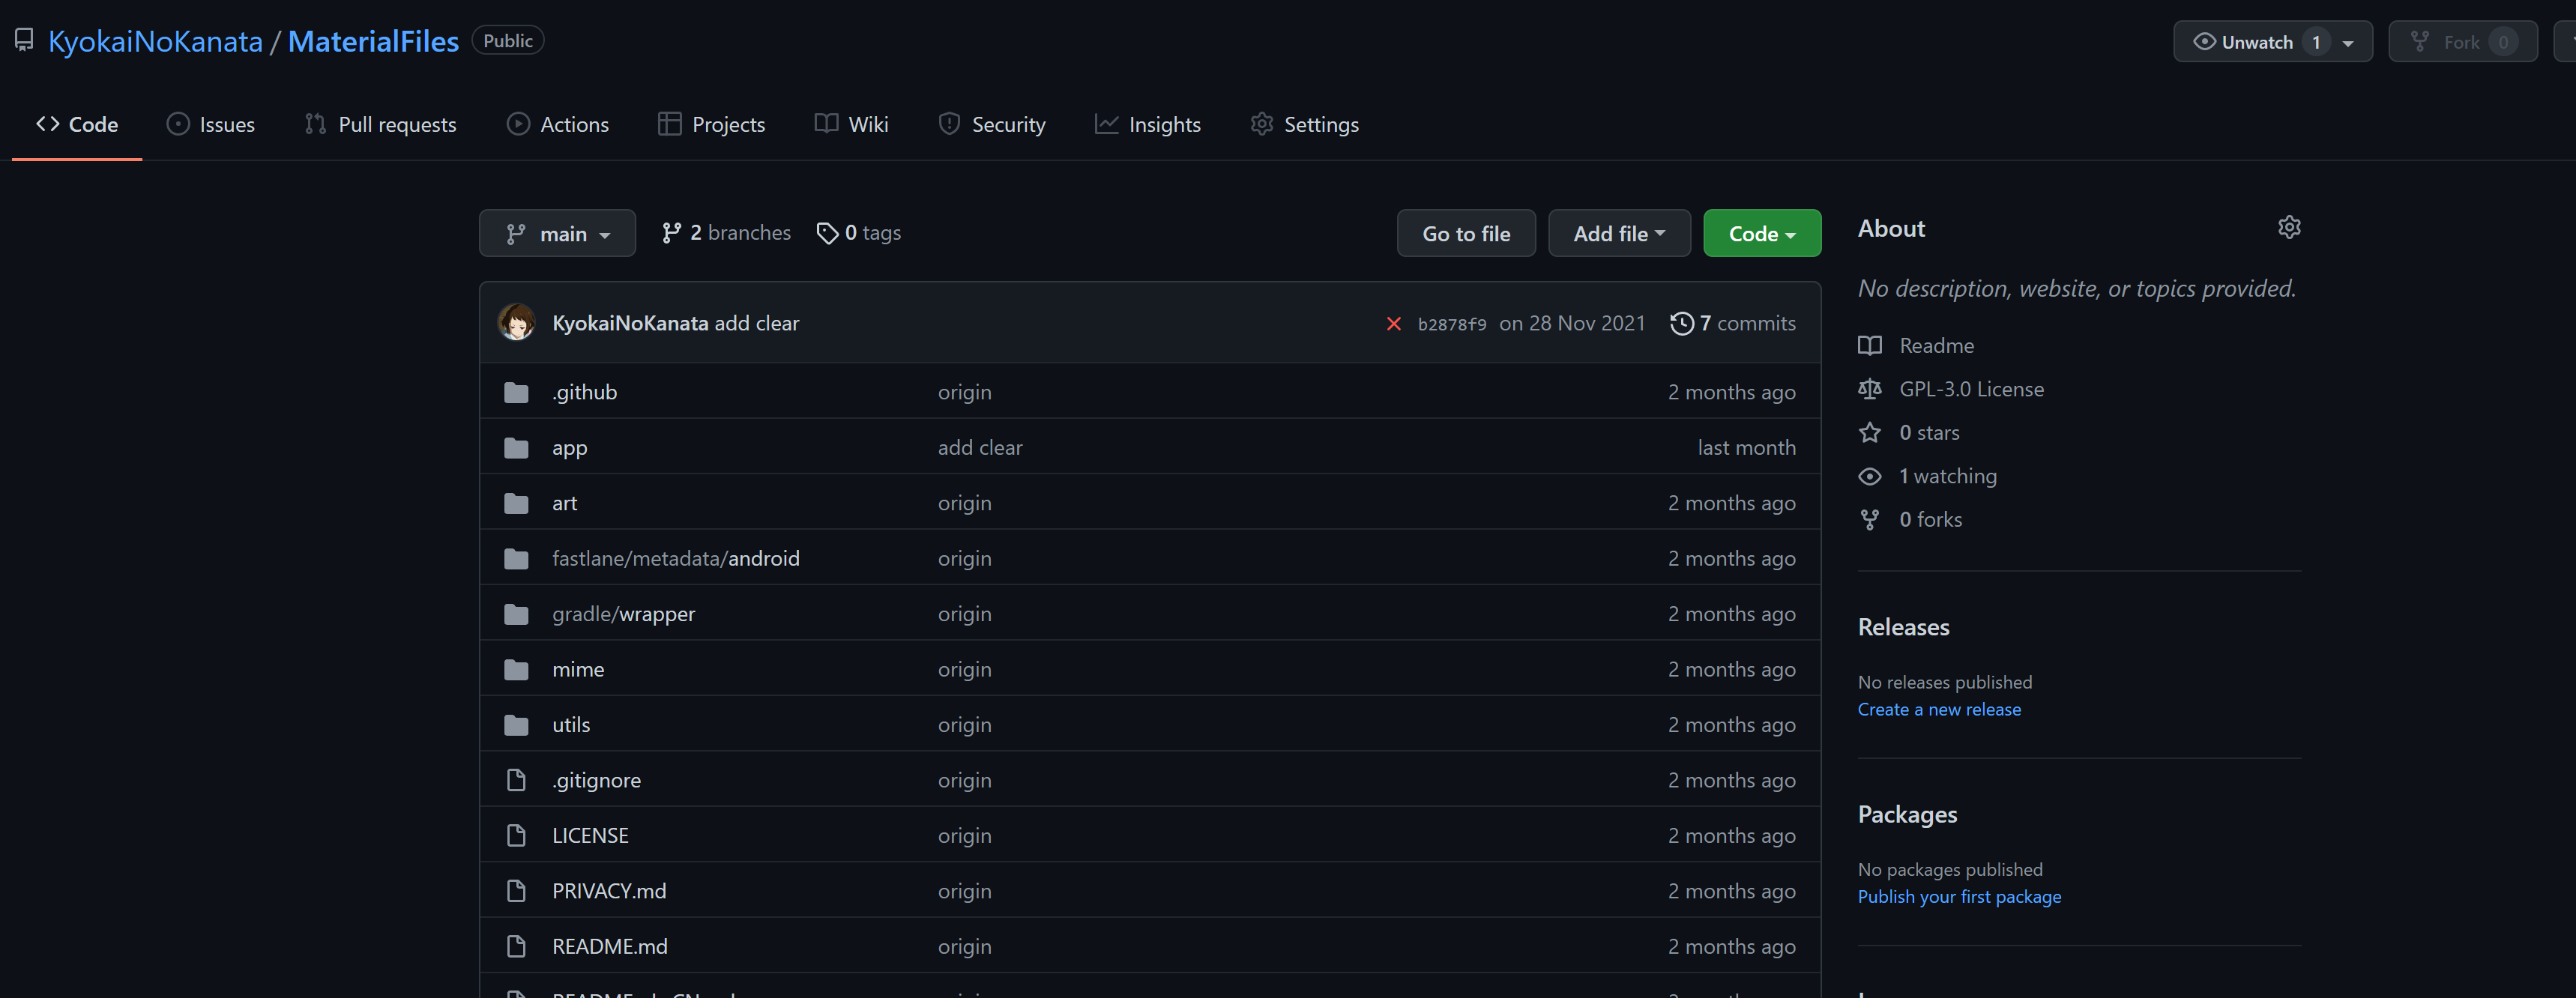 KyokaiNoKanata / MaterialFiles Public
Unwatch 1
Fork 0
Code Issues Pull requests Actions Projects Wiki Security Insights Settings
main 2 branches 0 tags
Go to file Add file Code
KyokaiNoKanata add clear b2878f9 on 28 Nov 2021 7 commits
.github origin 2 months ago
app add clear last month
art origin 2 months ago
fastlane/metadata/android origin 2 months ago
gradle/wrapper origin 2 months ago
mime origin 2 months ago
utils origin 2 months ago
.gitignore origin 2 months ago
LICENSE origin 2 months ago
PRIVACY.md origin 2 months ago
README.md origin 2 months ago
About
No description, website, or topics provided.
Readme
GPL-3.0 License
0 stars
1 watching
0 forks
Releases
No releases published
Create a new release
Packages
No packages published
Publish your first package